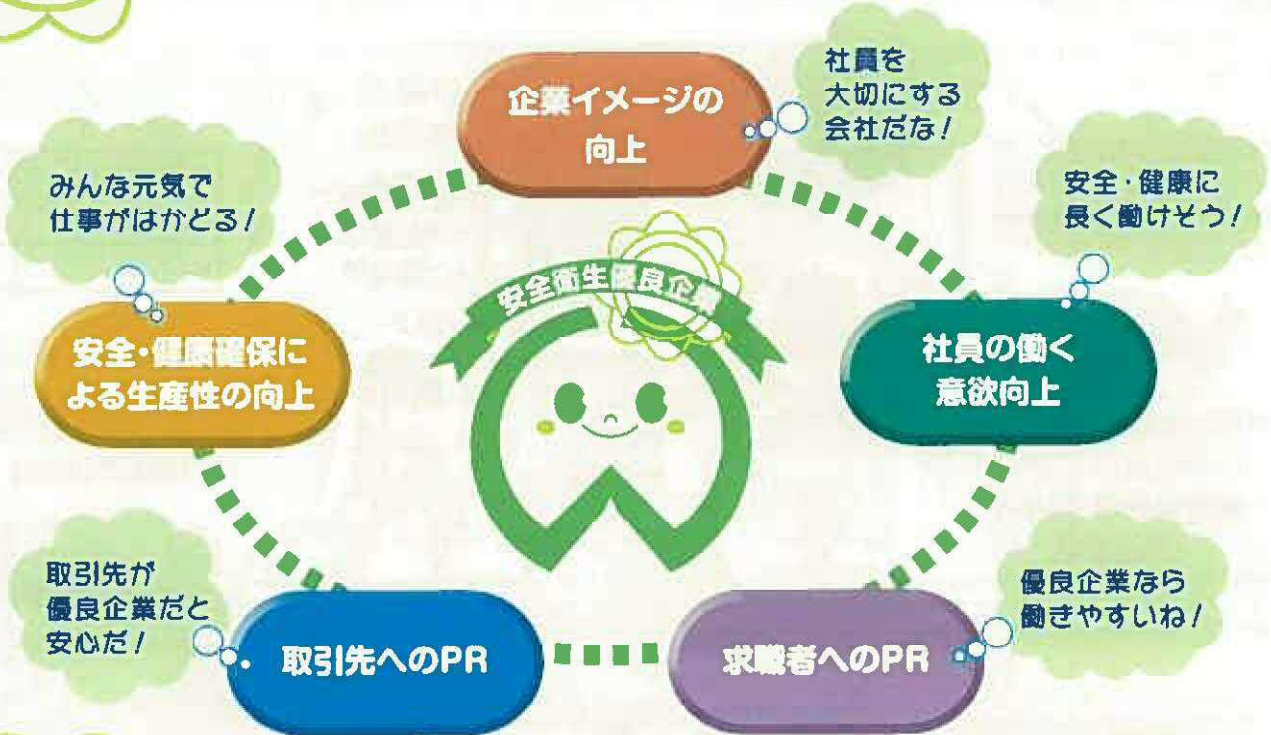 企業イメージの
向上
社員を
大切にする
会社だな!
みんな元気で
仕事がはかどる!
安全・健康に
長く働けそう!
安全衛生優良企業
安全・健康確保に
よる生産性の向上
社員の働く
意欲向上
取引先が
優良企業だと
安心だ!
取引先へのPR
求職者へのPR
優良企業なら
働きやすいね!